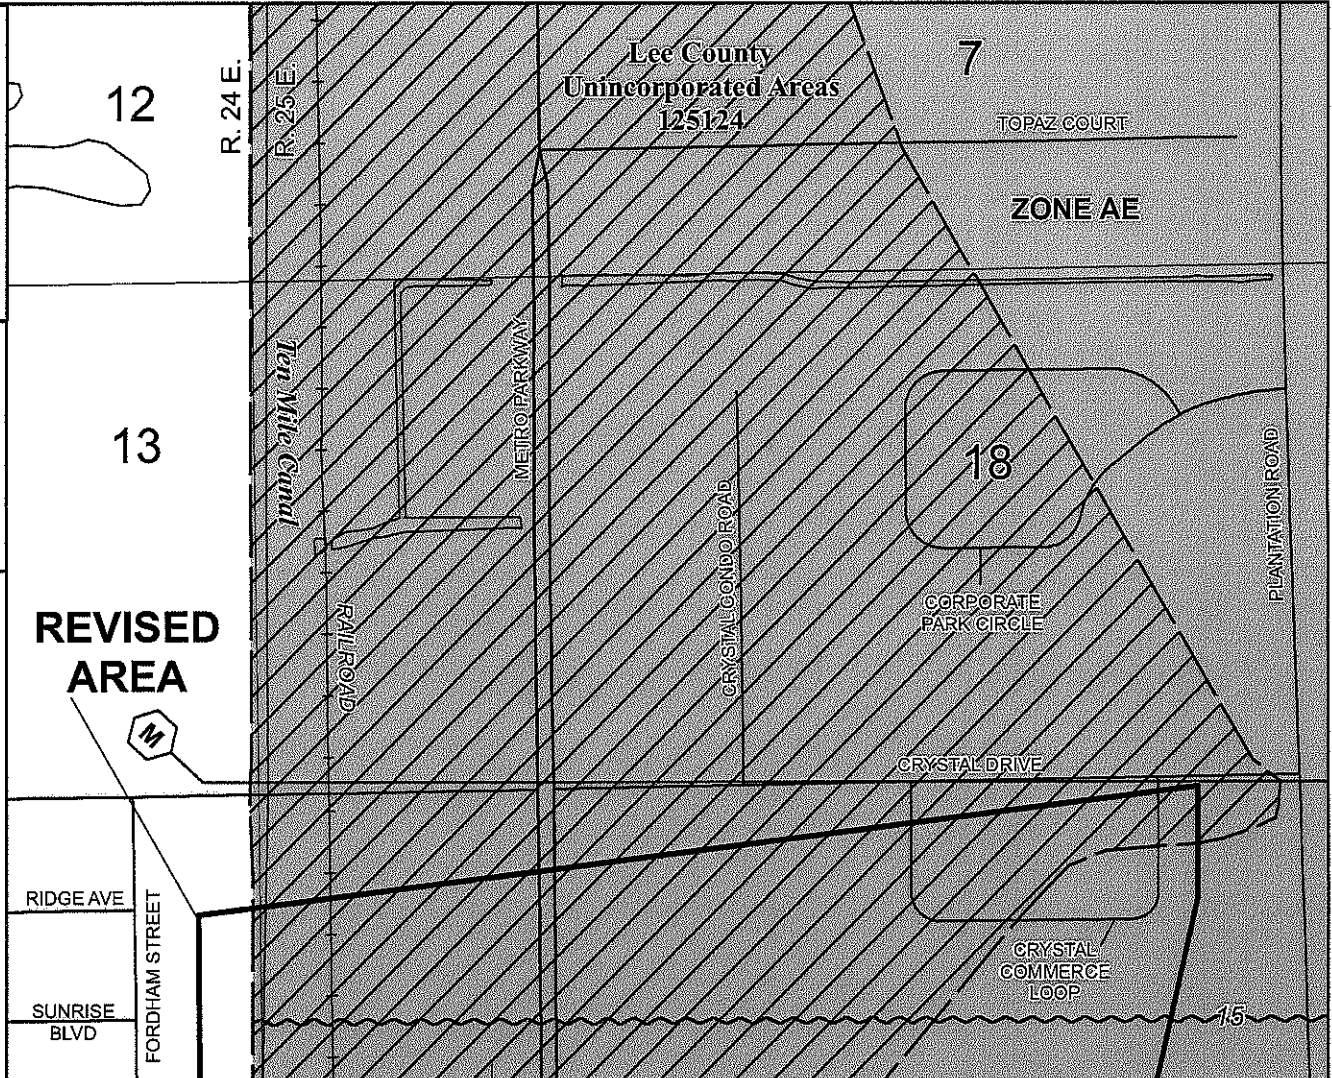 12
R. 24 E.
R. 25 E.
Lee County
Unincorporated Areas
125124
7
TOPAZ COURT
ZONE AE
13
Ten Mile Canal
METRO PARKWAY
CRYSTAL CONDO ROAD
18
PLANTATION ROAD
CORPORATE
PARK CIRCLE
RAILROAD
REVISED
AREA
M
CRYSTAL DRIVE
RIDGE AVE
FORDHAM STREET
SUNRISE
BLVD
CRYSTAL
COMMERCE
LOOP
15